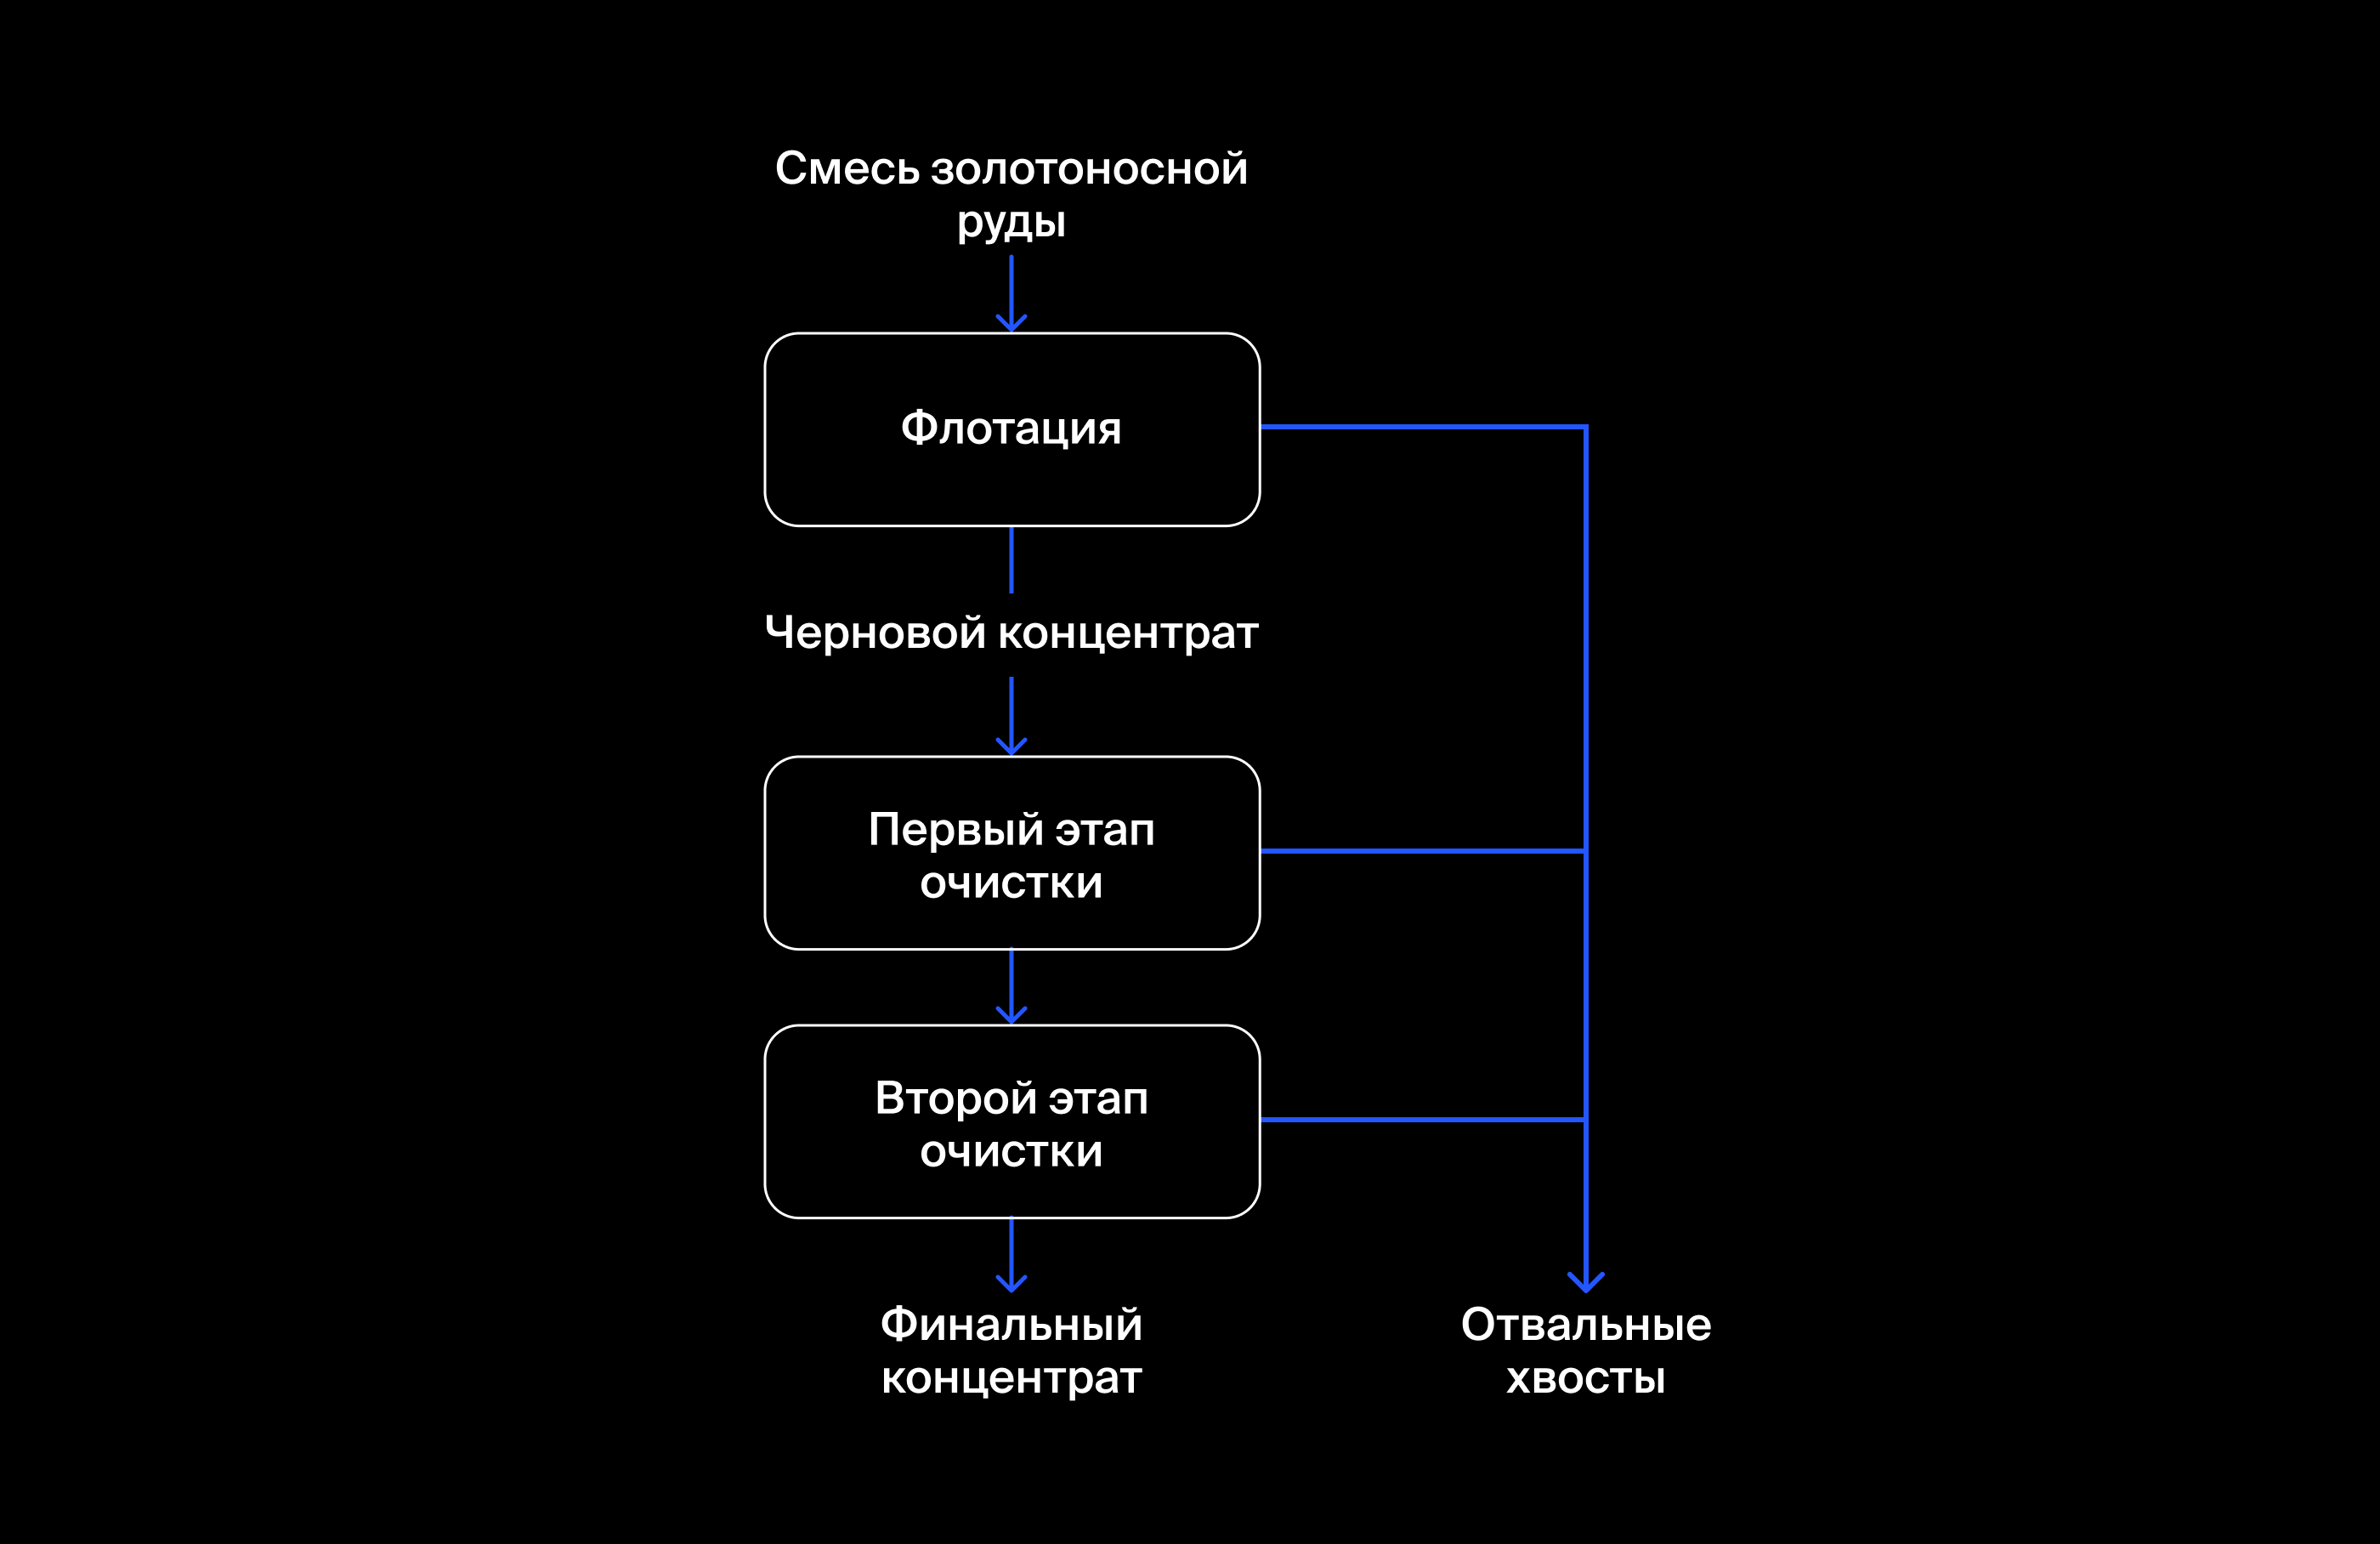 Смесь золотоносной
руды
Флотация
Черновой концентрат
Первый этап
очистки
Второй этап
очистки
Финальный
концентрат
Отвальные
хвосты